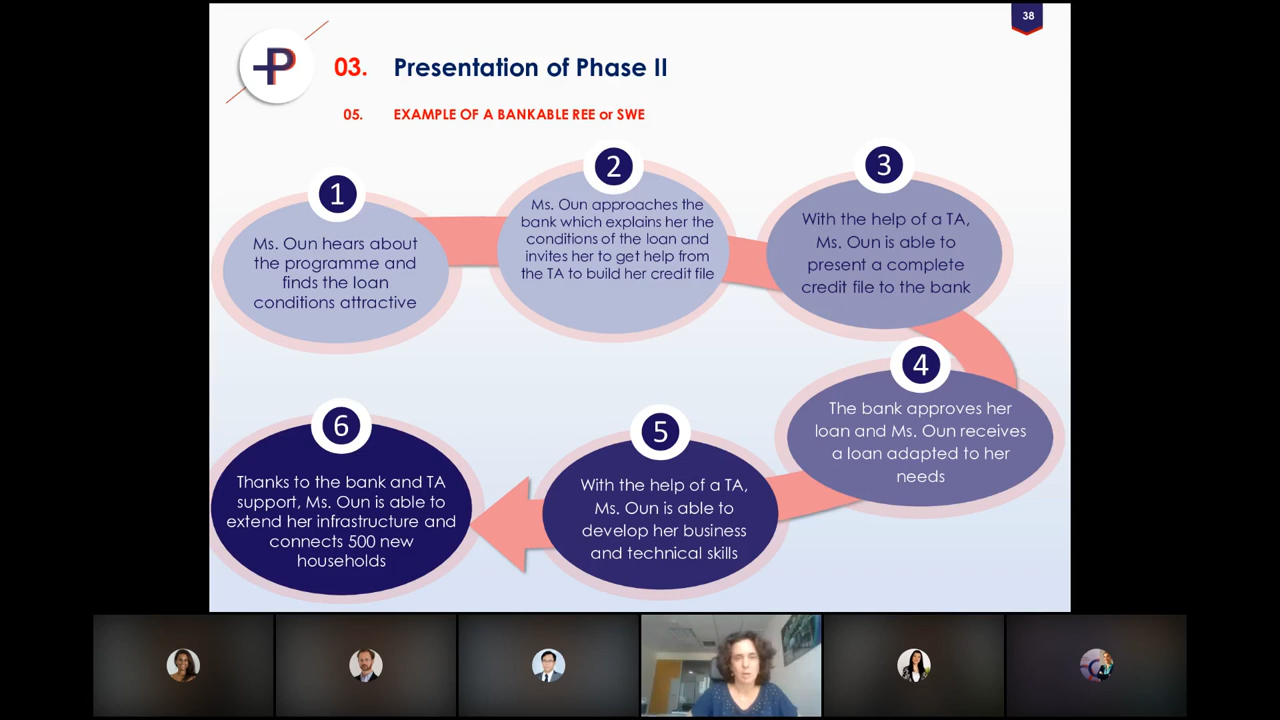 38
P
03. Presentation of Phase II
05. EXAMPLE OF A BANKABLE REE or SWE
1
Ms. Oun hears about
the programme and
finds the loan
conditions attractive
2
Ms. Oun approaches the
bank which explains her the
conditions of the loan and
invites her to get help from
the TA to build her credit file
3
With the help of a TA,
Ms. Oun is able to
present a complete
credit file to the bank
4
The bank approves her
loan and Ms. Oun receives
a loan adapted to her
needs
5
With the help of a TA,
Ms. Oun is able to
develop her business
and technical skills
6
Thanks to the bank and TA
support, Ms. Oun is able to
extend her infrastructure and
connects 500 new
households